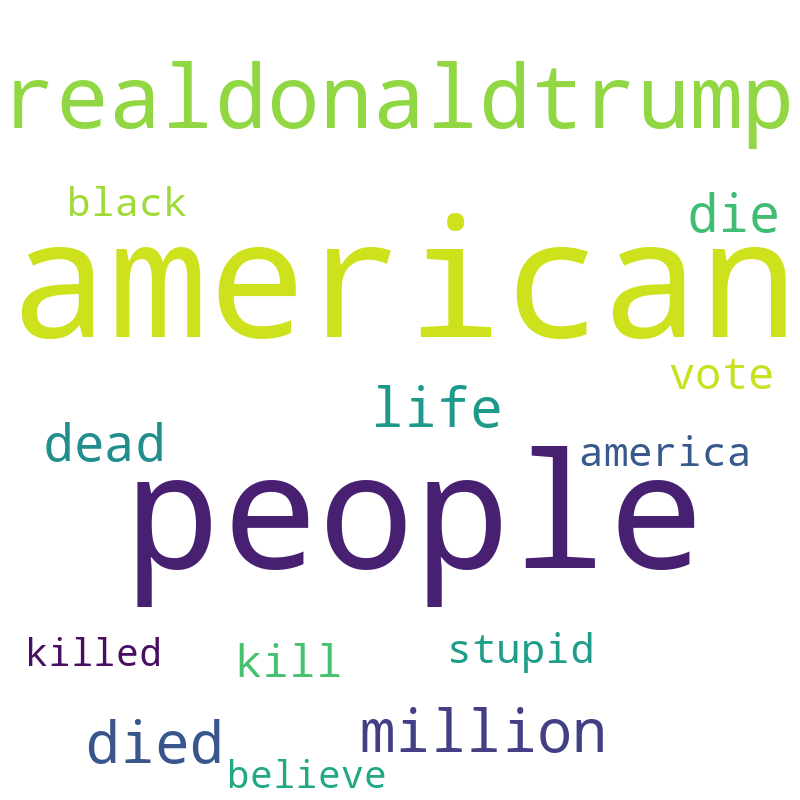 realdonaldtrump
black
die
american
vote
life
dead
america
people
killed
kill
stupid
died
million
believe